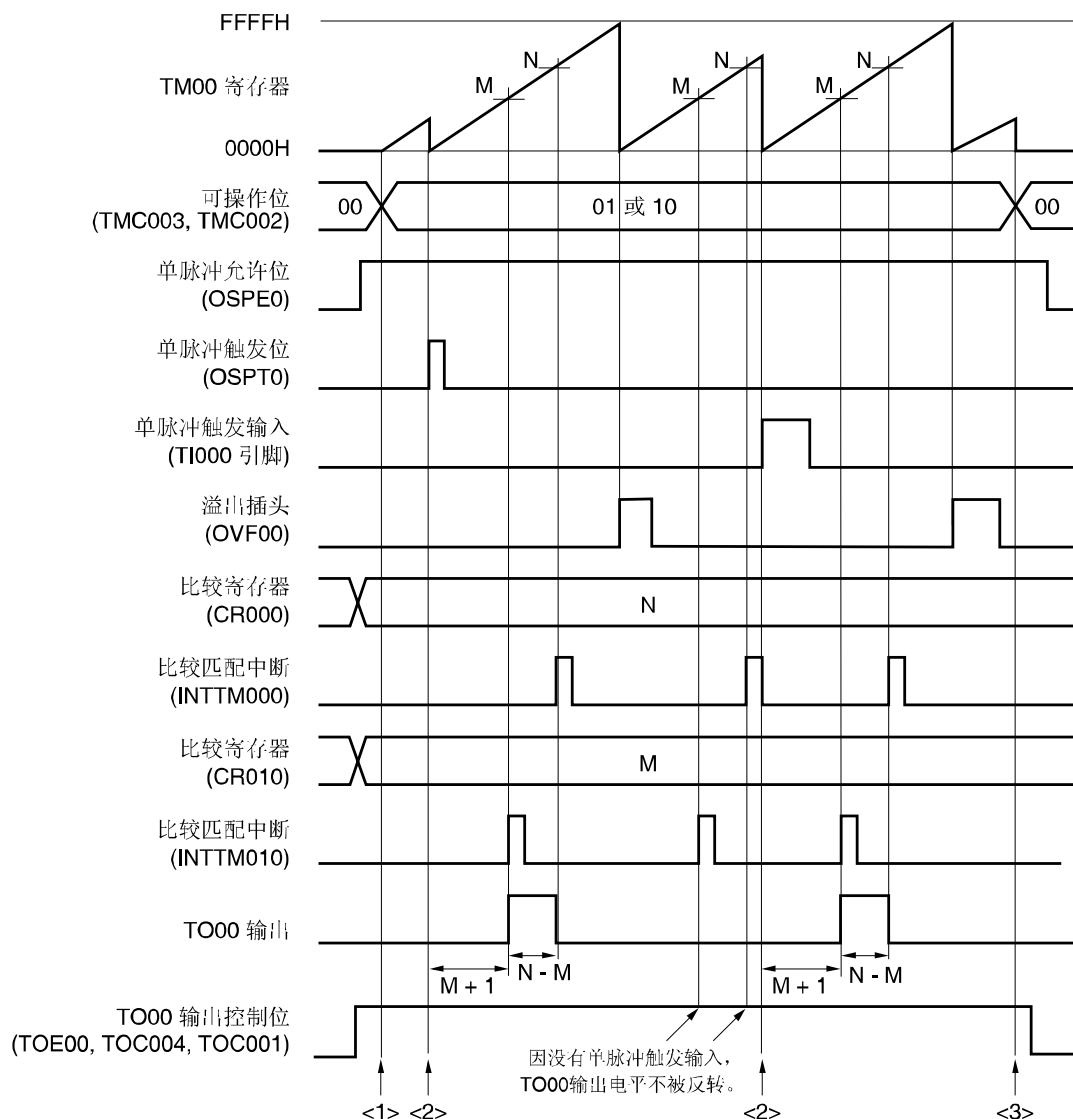 FFFFH
N
N
N
TM00 寄存器
M
M
M
0000H
可操作位
(TMC003, TMC002)
00
01 或 10
00
单脉冲允许位
(OSPE0)
单脉冲触发位
(OSPT0)
单脉冲触发输入
(TI000 引脚)
溢出插头
(OVF00)
比较寄存器
(CR000)
N
比较匹配中断
(INTTM000)
比较寄存器
(CR010)
M
比较匹配中断
(INTTM010)
TO00 输出
M + 1
N - M
M + 1
N - M
TO00 输出控制位
(TOE00, TOC004, TOC001)
因没有单脉冲触发输入，
TO00输出电平不被反转。
<1> <2> <2> <3>